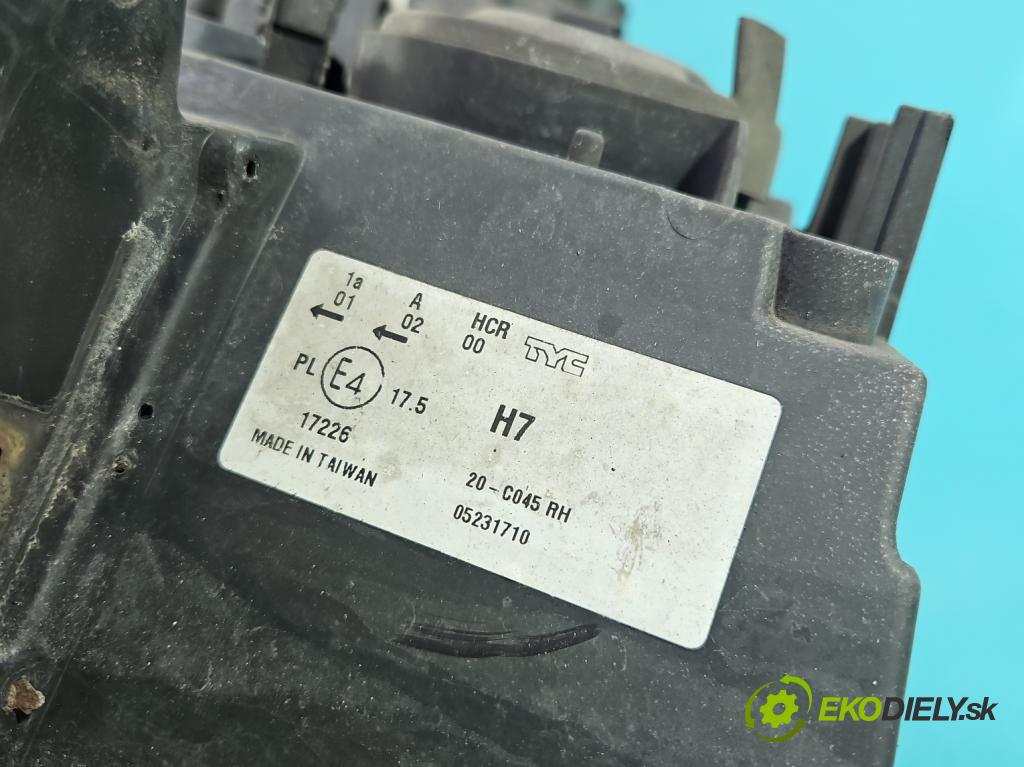 1a A HCR TYC
01 02 00
PL E4 17.5 H7
17226
MADE IN TAIWAN 20-C045 RH
05231710
EKODIELY.sk